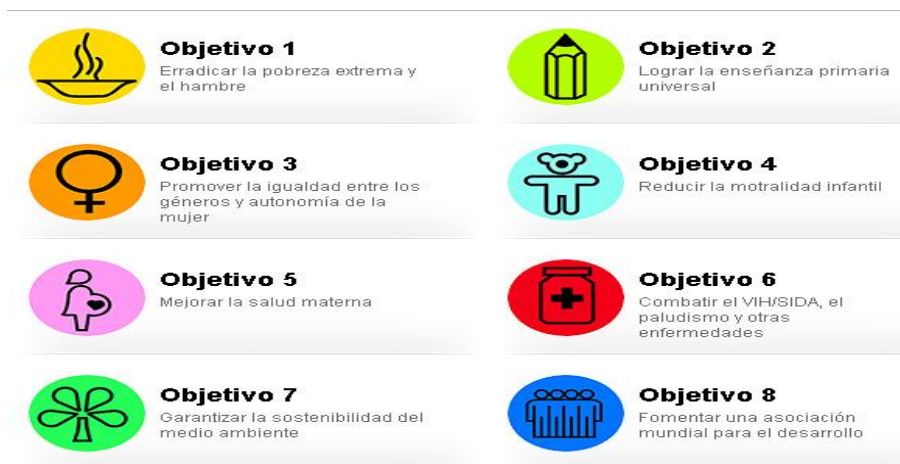 Objetivo 1
Erradicar la pobreza extrema y
el hambre
Objetivo 2
Lograr la enseñanza primaria
universal
Objetivo 3
Promover la igualdad entre los
géneros y autonomía de la
mujer
Objetivo 4
Reducir la motralidad infantil
Objetivo 5
Mejorar la salud materna
Objetivo 6
Combatir el VIH/SIDA, el
paludismo y otras
enfermedades
Objetivo 7
Garantizar la sostenibilidad del
medio ambiente
Objetivo 8
Fomentar una asociación
mundial para el desarrollo